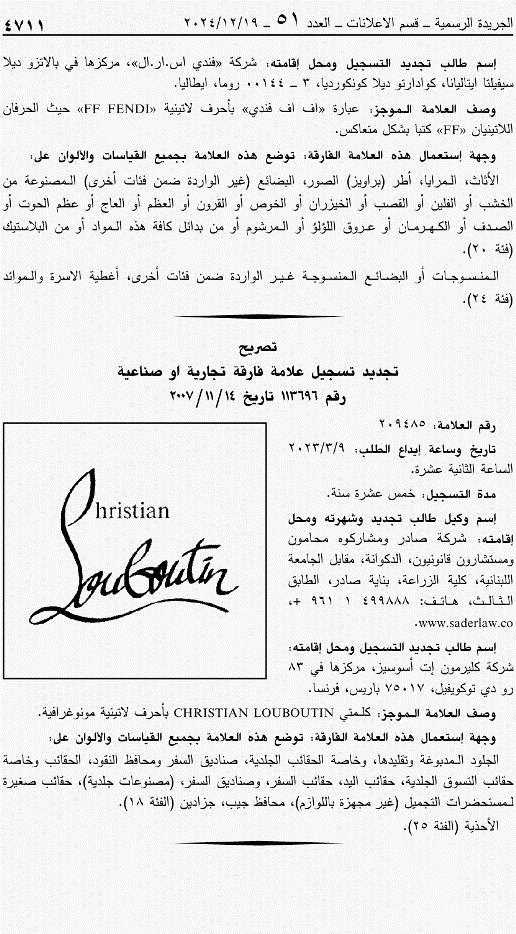 الجريدة الرسمية ــ قسم الاعلانات ــ العدد ٥١ ــ ٢٠٢٤/١٢/١٩
٤٧١١
إسم طالب تجديد التسجيل ومحل إقامته: شركة «فندي اس.ار.ال»، مركزها في بالاتزو ديلا
سيفيلتا ايتاليانا، كوادارتو ديلا كونكورديا، ٣ ــ ٠٠١٤٤ روما، ايطاليا.
وصف العلامة الموجز: عبارة «اف اف فندي» بأحرف لاتينية «FF FENDI» حيث الحرفان
اللاتينيان «FF» كتبا بشكل متعاكس.
وجهة إستعمال هذه العلامة الفارقة: توضع هذه العلامة بجميع القياسات والألوان على:
الأثاث، المرايا، أطر (براويز) الصور، البضائع (غير الواردة ضمن فئات أخرى) المصنوعة من
الخشب أو الفلين أو القصب أو الخيزران أو الخوص أو القرون أو العظم أو العاج أو عظم الحوت أو
الصدف أو الكهرمان أو عروق اللؤلؤ أو المرشوم أو من بدائل كافة هذه المواد أو من البلاستيك
(فئة ٢٠).
المنسوجات أو البضائع المنسوجة غير الواردة ضمن فئات أخرى، أغطية الاسرة والموائد
(فئة ٢٤).
تصريح
تجديد تسجيل علامة فارقة تجارية او صناعية
رقم ١١٣٦٩٦ تاريخ ٢٠٠٧/١١/١٤
رقم العلامة: ٢٠٩٤٨٥
تاريخ وساعة إيداع الطلب: ٢٠٢٣/٣/٩
الساعة الثانية عشرة.
مدة التسجيل: خمس عشرة سنة.
إسم وكيل طالب تجديد وشهرته ومحل
إقامته: شركة صادر ومشاركوه محامون
ومستشارون قانونيون، الدكوانة، مقابل الجامعة
اللبنانية، كلية الزراعة، بناية صادر، الطابق
الثالث، هاتف: ٤٩٩٨٨٨ ١ ٩٦١ +،
www.saderlaw.co.
إسم طالب تجديد التسجيل ومحل إقامته:
شركة كليرمون إت أسوسيز، مركزها في ٨٣
رو دي توكويفيل، ٧٥٠١٧ باريس، فرنسا.
Christian
Louboutin
وصف العلامة الموجز: كلمتي CHRISTIAN LOUBOUTIN بأحرف لاتينية مونوغرافية.
وجهة إستعمال هذه العلامة الفارقة: توضع هذه العلامة بجميع القياسات والألوان على:
الجلود المدبوغة وتقليدها، وخاصة الحقائب الجلدية، صناديق السفر ومحافظ النقود، الحقائب وخاصة
حقائب التسوق الجلدية، حقائب اليد، حقائب السفر، وصناديق السفر، (مصنوعات جلدية)، حقائب صغيرة
لمستحضرات التجميل (غير مجهزة باللوازم)، محافظ جيب، جزادين (الفئة ١٨).
الأحذية (الفئة ٢٥).